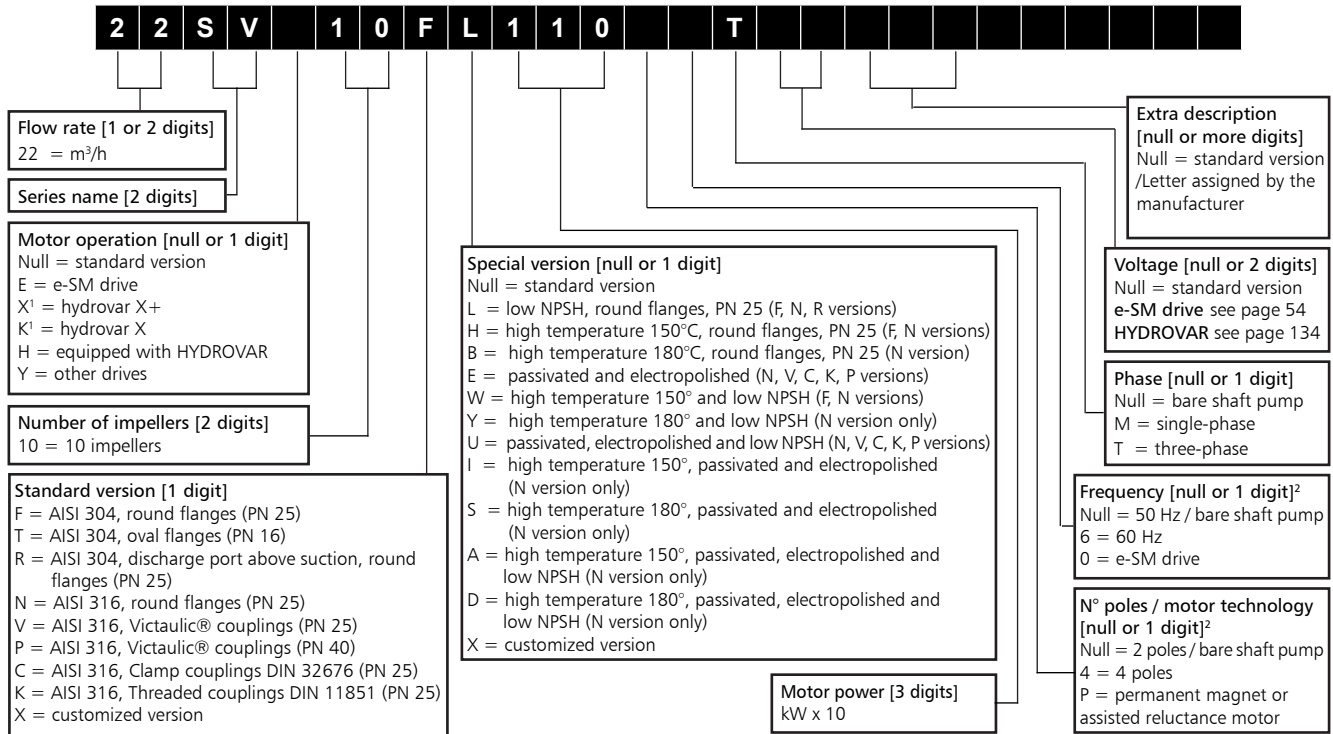 22SV 10FL110 T
Flow rate [1 or 2 digits]
22 = m³/h
Series name [2 digits]
Motor operation [null or 1 digit]
Null = standard version
E = e-SM drive
X¹ = hydrovar X+
K¹ = hydrovar X
H = equipped with HYDROVAR
Y = other drives
Number of impellers [2 digits]
10 = 10 impellers
Standard version [1 digit]
F = AISI 304, round flanges (PN 25)
T = AISI 304, oval flanges (PN 16)
R = AISI 304, discharge port above suction, round
flanges (PN 25)
N = AISI 316, round flanges (PN 25)
V = AISI 316, Victaulic® couplings (PN 25)
P = AISI 316, Victaulic® couplings (PN 40)
C = AISI 316, Clamp couplings DIN 32676 (PN 25)
K = AISI 316, Threaded couplings DIN 11851 (PN 25)
X = customized version
Special version [null or 1 digit]
Null = standard version
L = low NPSH, round flanges, PN 25 (F, N, R versions)
H = high temperature 150°C, round flanges, PN 25 (F, N versions)
B = high temperature 180°C, round flanges, PN 25 (N version)
E = passivated and electropolished (N, V, C, K, P versions)
W = high temperature 150° and low NPSH (F, N versions)
Y = high temperature 180° and low NPSH (N version only)
U = passivated, electropolished and low NPSH (N, V, C, K, P versions)
I = high temperature 150°, passivated and electropolished
(N version only)
S = high temperature 180°, passivated and electropolished
(N version only)
A = high temperature 150°, passivated, electropolished and
low NPSH (N version only)
D = high temperature 180°, passivated, electropolished and
low NPSH (N version only)
X = customized version
Motor power [3 digits]
kW x 10
Extra description
[null or more digits]
Null = standard version
/Letter assigned by the
manufacturer
Voltage [null or 2 digits]
Null = standard version
e-SM drive see page 54
HYDROVAR see page 134
Phase [null or 1 digit]
Null = bare shaft pump
M = single-phase
T = three-phase
Frequency [null or 1 digit]²
Null = 50 Hz / bare shaft pump
6 = 60 Hz
0 = e-SM drive
N° poles / motor technology
[null or 1 digit]²
Null = 2 poles / bare shaft pump
4 = 4 poles
P = permanent magnet or
assisted reluctance motor